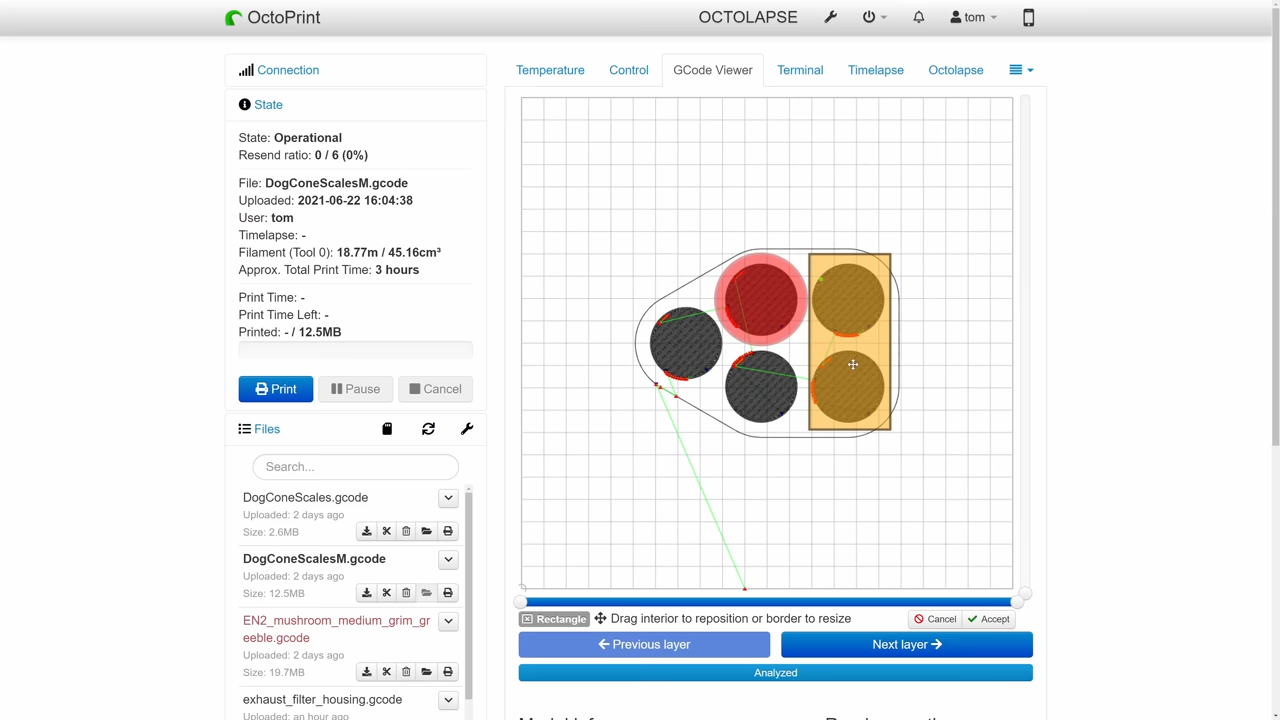 OctoPrint
OCTOLAPSE
tom
Connection
State
State: Operational
Resend ratio: 0 / 6 (0%)
File: DogConeScalesM.gcode
Uploaded: 2021-06-22 16:04:38
User: tom
Timelapse: -
Filament (Tool 0): 18.77m / 45.16cm³
Approx. Total Print Time: 3 hours
Print Time: -
Print Time Left: -
Printed: - / 12.5MB
Print
Pause
Cancel
Files
Search...
DogConeScales.gcode
Uploaded: 2 days ago
Size: 2.6MB
DogConeScalesM.gcode
Uploaded: 2 days ago
Size: 12.5MB
EN2_mushroom_medium_grim_gr
eeble.gcode
Uploaded: 2 days ago
Size: 19.7MB
exhaust_filter_housing.gcode
Uploaded: an hour ago
Temperature
Control
GCode Viewer
Terminal
Timelapse
Octolapse
Rectangle
Drag interior to reposition or border to resize
Cancel
Accept
Previous layer
Next layer
Analyzed